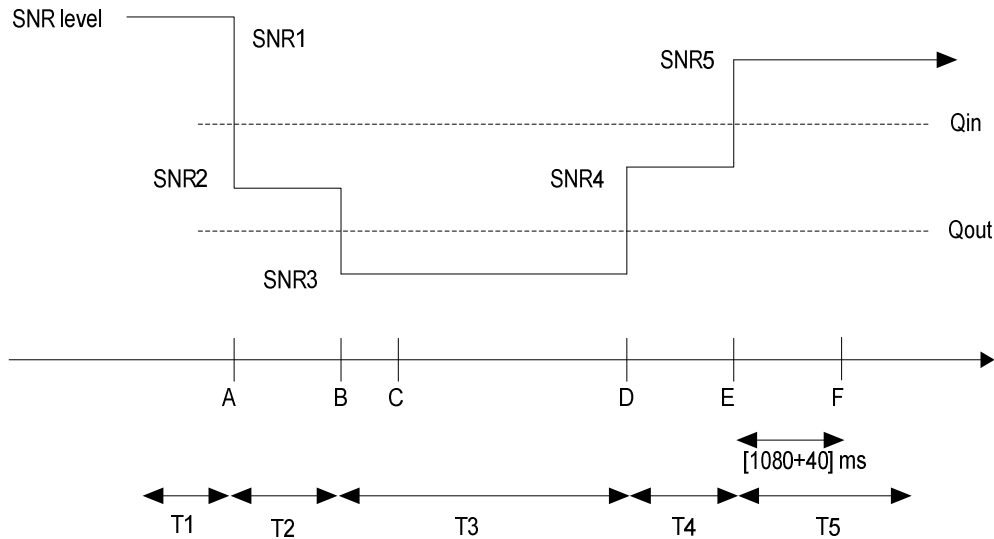 SNR level
SNR1
SNR5
Qin
SNR2
SNR4
Qout
SNR3
A B C D E F
[1080+40] ms
T1 T2 T3 T4 T5